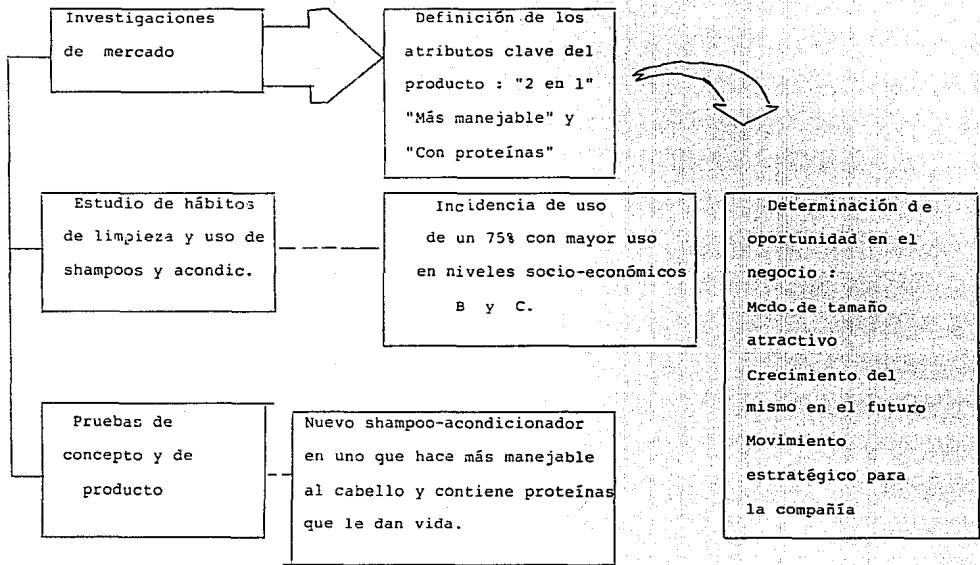 Investigaciones
de mercado
Definición de los
atributos clave del
producto : "2 en 1"
"Más manejable" y
"Con proteínas"
Estudio de hábitos
de limpieza y uso de
shampoos y acondic.
Incidencia de uso
de un 75% con mayor uso
en niveles socio-económicos
B y C.
Determinación de
oportunidad en el
negocio :
Mcdo.de tamaño
atractivo
Crecimiento del
mismo en el futuro
Movimiento
estratégico para
la compañía
Pruebas de
concepto y de
producto
Nuevo shampoo-acondicionador
en uno que hace más manejable
al cabello y contiene proteínas
que le dan vida.